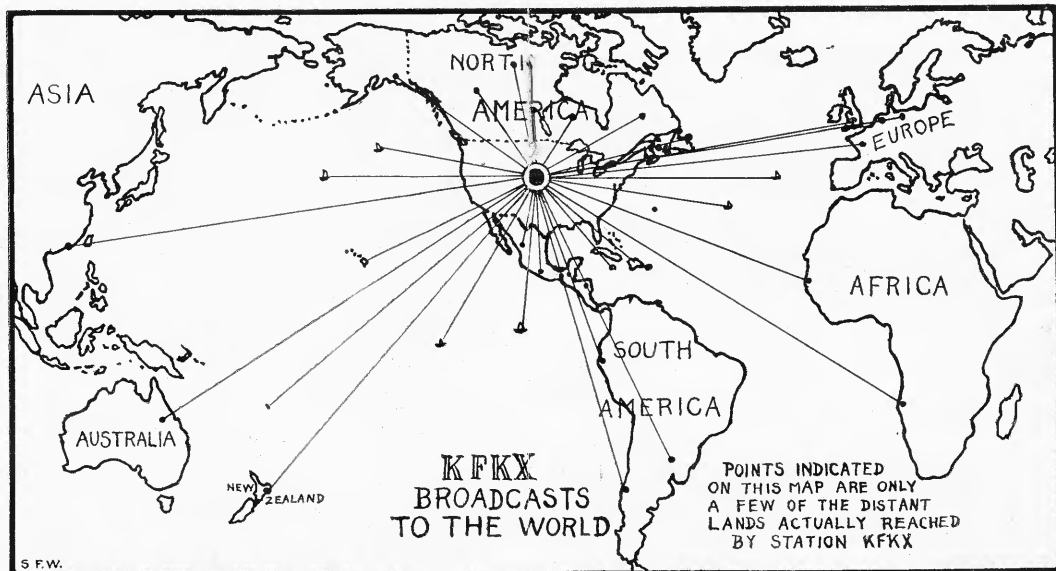 ASIA
NORTH
AMERICA
EUROPE
AFRICA
SOUTH
AMERICA
AUSTRALIA
NEW
ZEALAND
KFKX
BROADCASTS
TO THE WORLD
POINTS INDICATED
ON THIS MAP ARE ONLY
A FEW OF THE DISTANT
LANDS ACTUALLY REACHED
BY STATION KFKX
S.F.W.